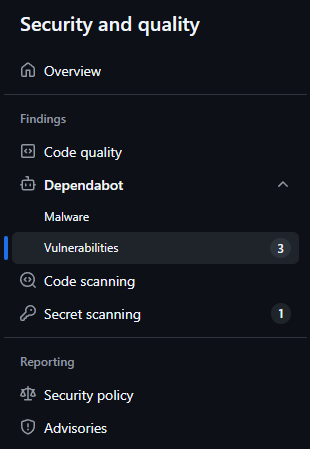 Security and quality
Overview
Findings
Code quality
Dependabot
Malware
Vulnerabilities 3
Code scanning
Secret scanning 1
Reporting
Security policy
Advisories